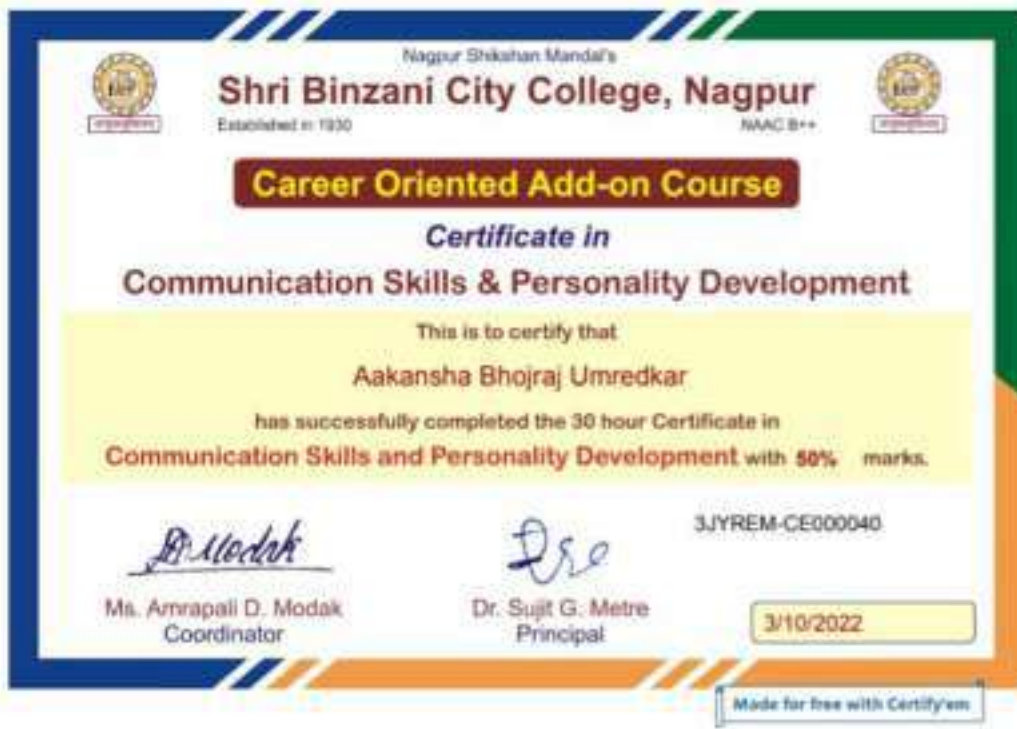 Nagpur Shikshan Mandal's
Shri Binzani City College, Nagpur
Established in 1930 NAAC B++
Career Oriented Add-on Course
Certificate in
Communication Skills & Personality Development
This is to certify that
Aakansha Bhojraj Umredkar
has successfully completed the 30 hour Certificate in
Communication Skills and Personality Development with 50% marks.
3JYREM-CE000040
Ms. Amrapali D. Modak
Coordinator
Dr. Sujit G. Metre
Principal
3/10/2022
Made for free with Certify'em